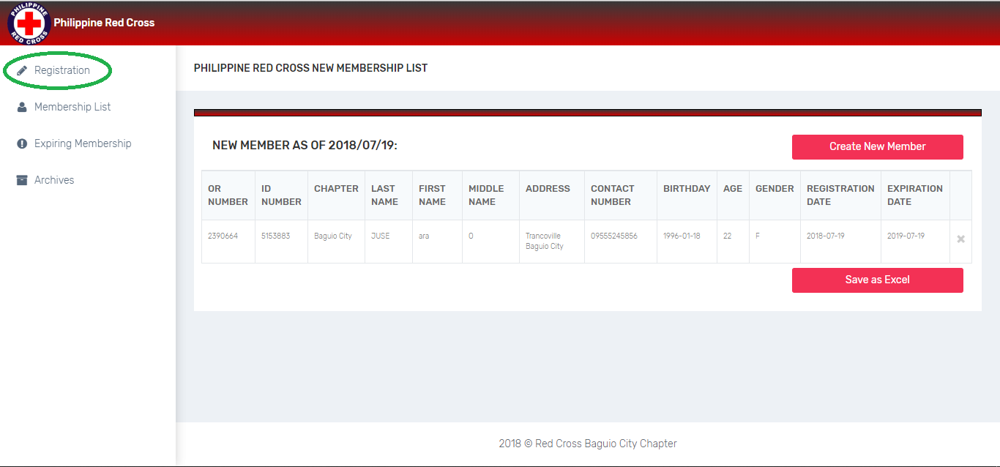 PHILIPPINE
RED CROSS
Philippine Red Cross
Registration
Membership List
Expiring Membership
Archives
PHILIPPINE RED CROSS NEW MEMBERSHIP LIST
NEW MEMBER AS OF 2018/07/19:
Create New Member
OR NUMBER ID NUMBER CHAPTER LAST NAME FIRST NAME MIDDLE NAME ADDRESS CONTACT NUMBER BIRTHDAY AGE GENDER REGISTRATION DATE EXPIRATION DATE
2390664 5153883 Baguio City JUSE ara O Trancoville Baguio City 09555245856 1996-01-18 22 F 2018-07-19 2019-07-19
Save as Excel
2018 © Red Cross Baguio City Chapter